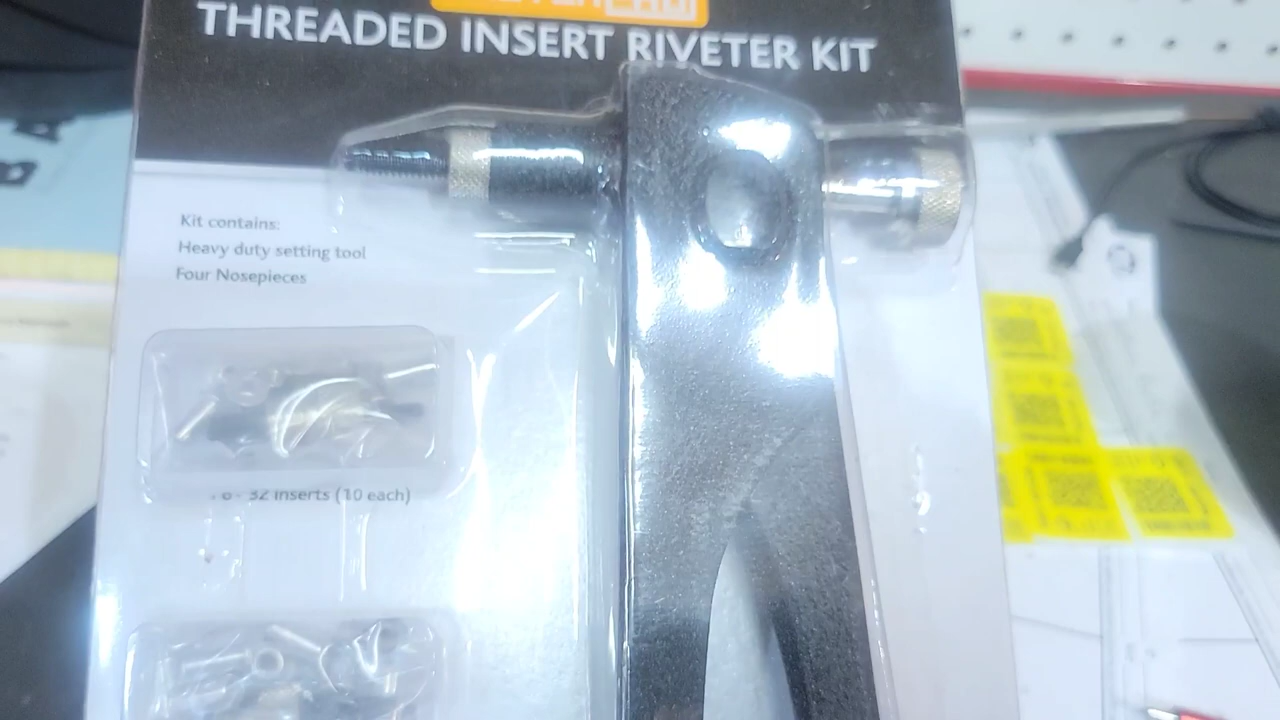 THREADED INSERT RIVETER KIT
Kit contains:
Heavy duty setting tool
Four Nosepieces
32 inserts (10 each)